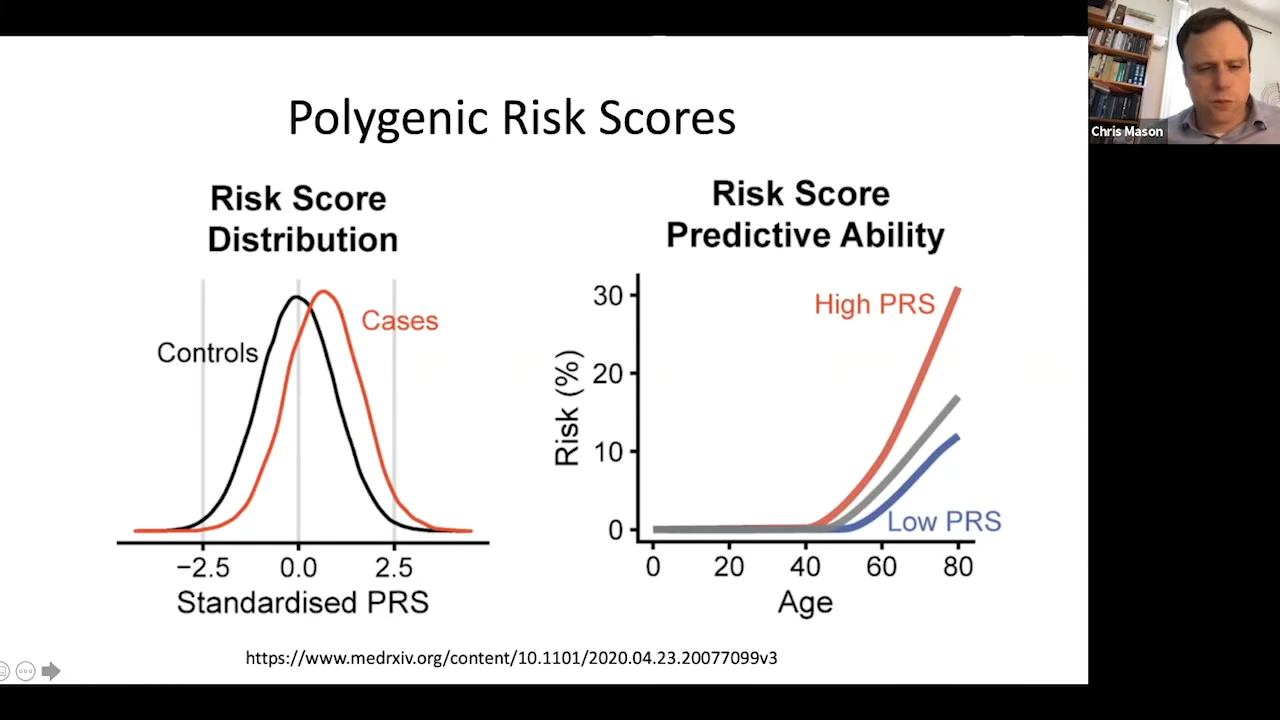 Polygenic Risk Scores
Chris Mason
Risk Score
Distribution
Controls
Cases
−2.5 0.0 2.5
Standardised PRS
Risk Score
Predictive Ability
High PRS
Low PRS
Risk (%)
30
20
10
0
0 20 40 60 80
Age
https://www.medrxiv.org/content/10.1101/2020.04.23.20077099v3